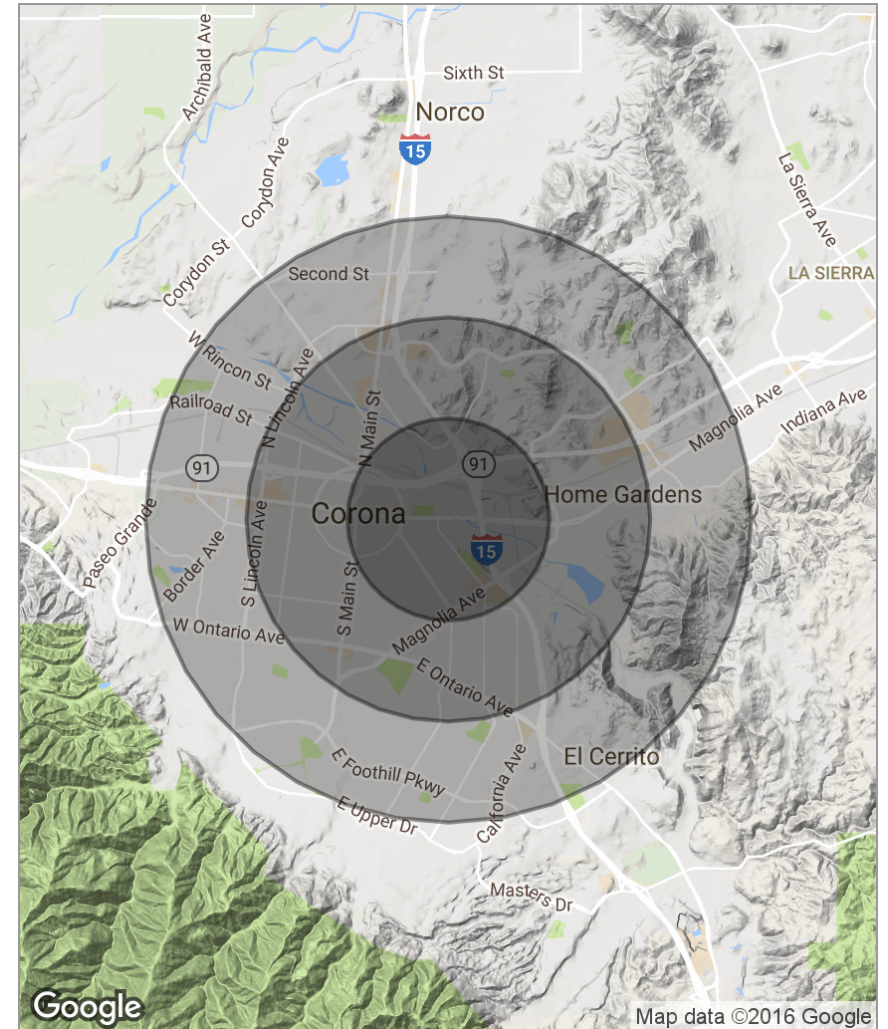 Archibald Ave
Sixth St
Norco
15
Corydon Ave
La Sierra Ave
Corydon St
Second St
LA SIERRA
W Rincon St
N Lincoln Ave
Railroad St
N Main St
Magnolia Ave
Indiana Ave
91
91
Home Gardens
Corona
Paseo Grande
Border Ave
S Lincoln Ave
15
S Main St
Magnolia Ave
W Ontario Ave
E Ontario Ave
El Cerrito
E Foothill Pkwy
California Ave
E Upper Dr
Masters Dr
Google
Map data ©2016 Google